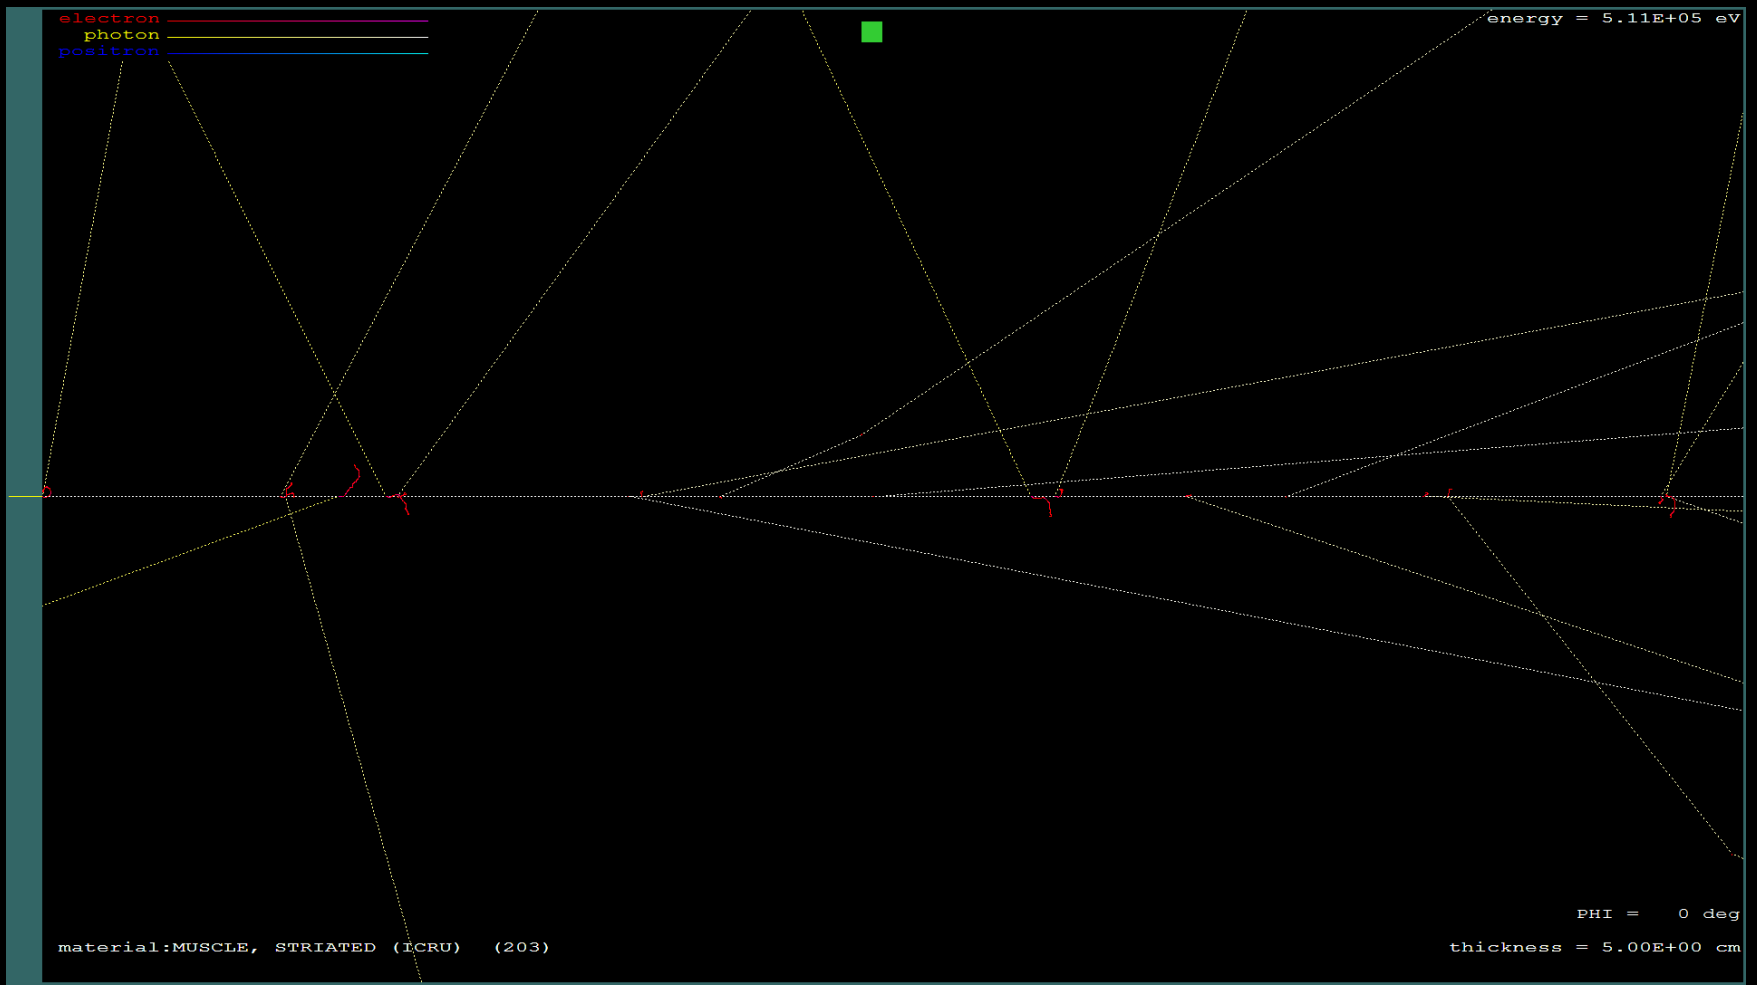 electron
energy = 5.11E+05 eV
photon
positron
PHI =   0 deg
material:MUSCLE, STRIATED (ICRU)  (203)
thickness = 5.00E+00 cm